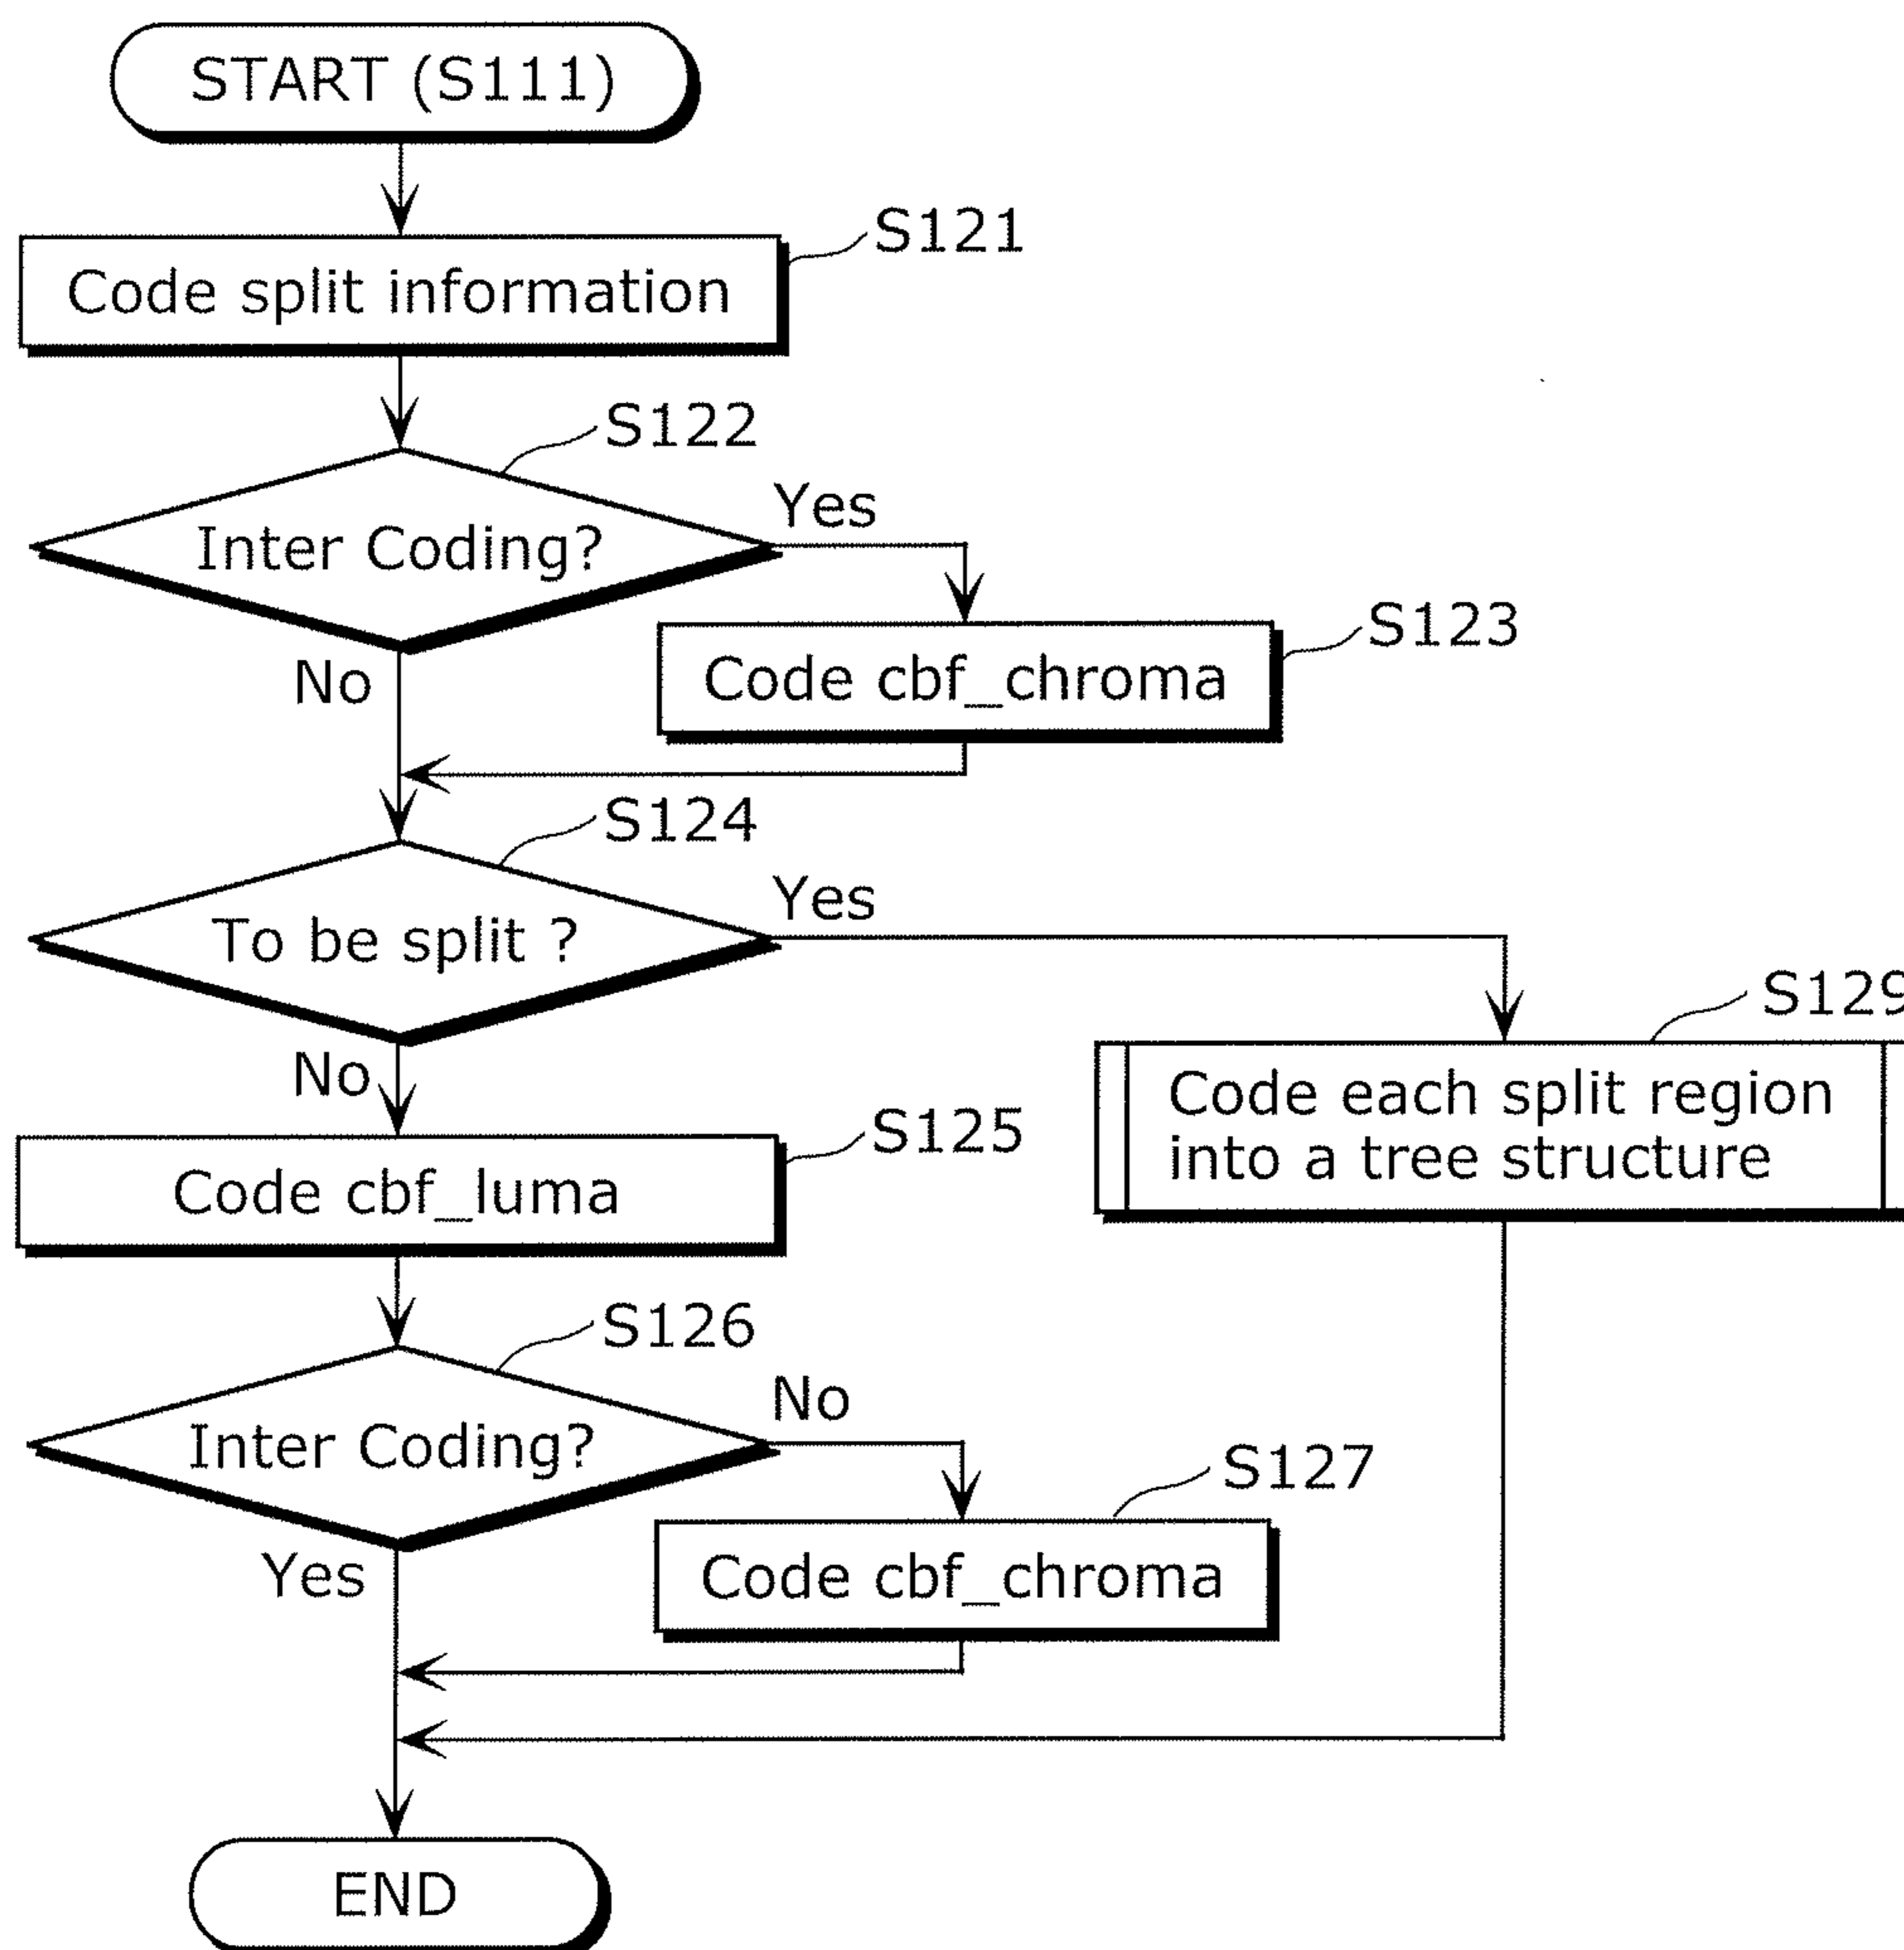 START (S111)
S121
Code split information
S122
Inter Coding?
Yes
No
S123
Code cbf_chroma
S124
To be split ?
Yes
No
S129
Code each split region
into a tree structure
S125
Code cbf_luma
S126
Inter Coding?
No
Yes
S127
Code cbf_chroma
END